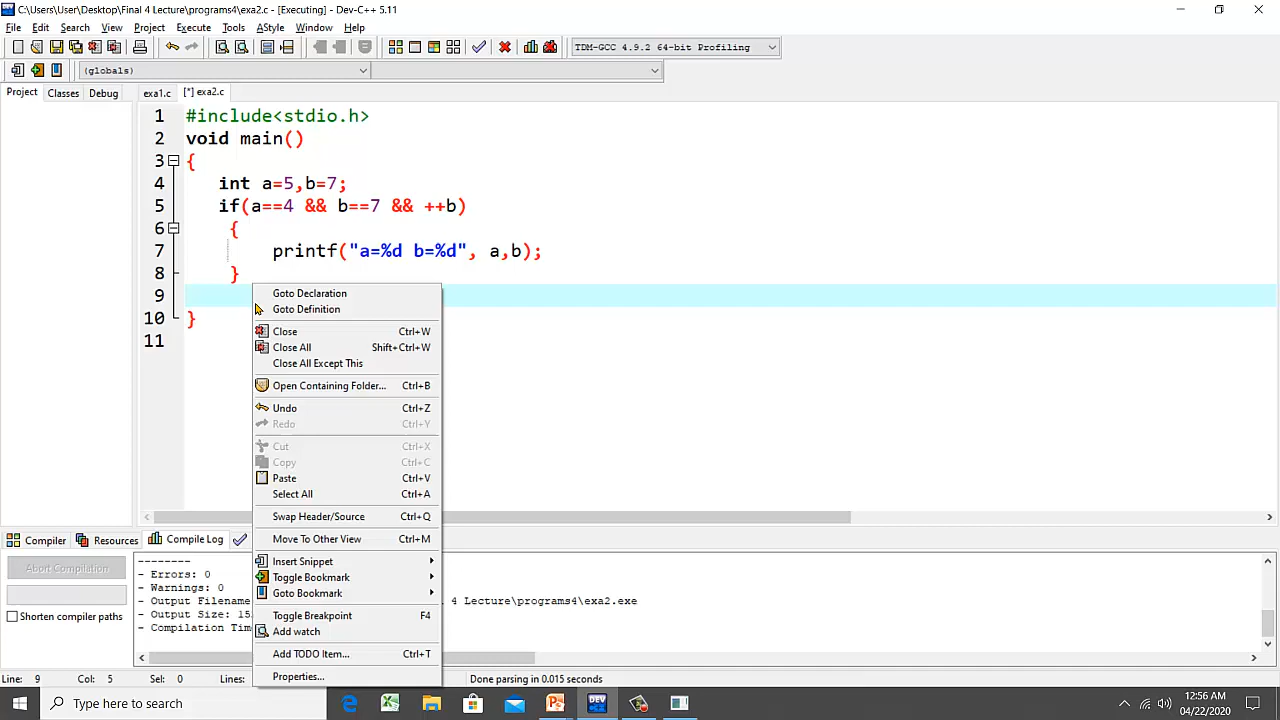 C:\Users\User\Desktop\Final 4 Lecture\programs4\exa2.c - [Executing] - Dev-C++ 5.11
File Edit Search View Project Execute Tools AStyle Window Help
TDM-GCC 4.9.2 64-bit Profiling
(globals)
Project Classes Debug exa1.c [*] exa2.c
1 #include<stdio.h>
2 void main()
3 {
4 int a=5,b=7;
5 if(a==4 && b==7 && ++b)
6 {
7 printf("a=%d b=%d", a,b);
8 }
9
10 }
11
Goto Declaration
Goto Definition
Close Ctrl+W
Close All Shift+Ctrl+W
Close All Except This
Open Containing Folder... Ctrl+B
Undo Ctrl+Z
Redo Ctrl+Y
Cut Ctrl+X
Copy Ctrl+C
Paste Ctrl+V
Select All Ctrl+A
Swap Header/Source Ctrl+Q
Move To Other View Ctrl+M
Insert Snippet
Toggle Bookmark
Goto Bookmark
Toggle Breakpoint F4
Add watch
Add TODO Item... Ctrl+T
Properties...
Compiler Resources Compile Log
Abort Compilation
Shorten compiler paths
--------
- Errors: 0
- Warnings: 0
- Output Filename 4 Lecture\programs4\exa2.exe
- Output Size: 15
- Compilation Tim
Line: 9 Col: 5 Sel: 0 Lines: Done parsing in 0.015 seconds
Type here to search
12:56 AM
04/22/2020